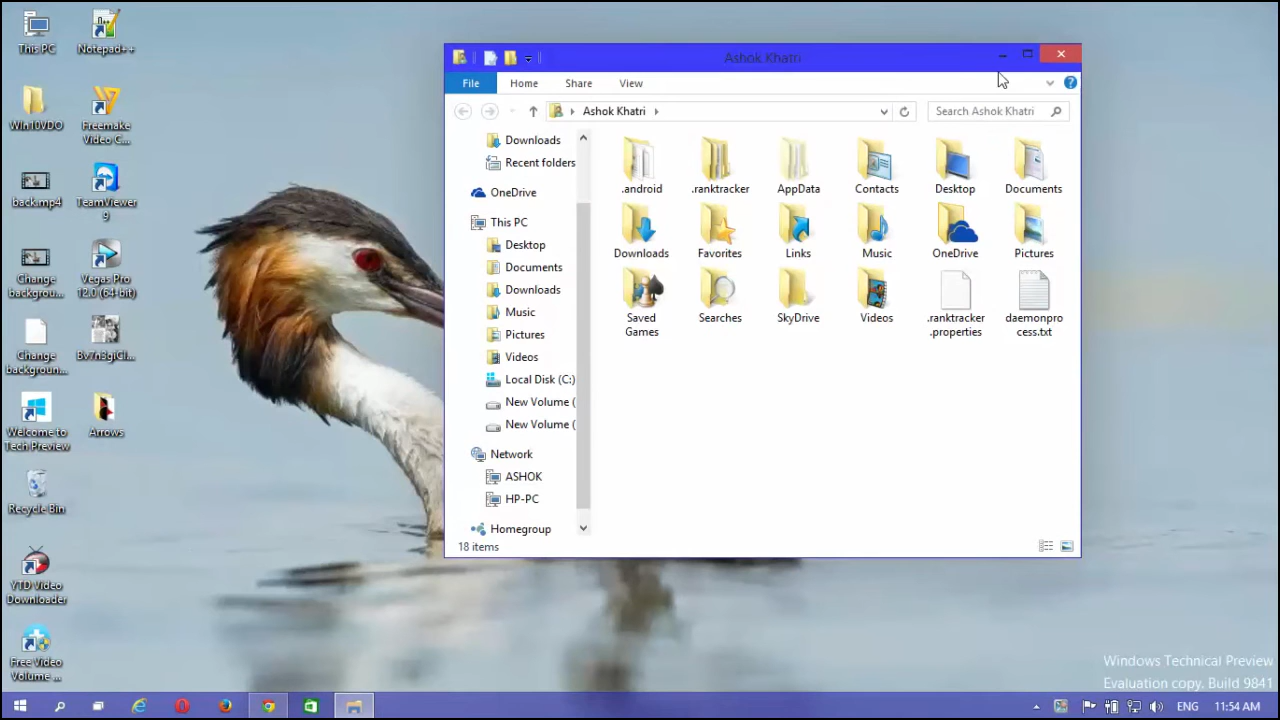 This PC
Notepad++
Win10VDO
Freemake
Video C...
back.mp4
TeamViewer
9
Change
backgrou...
Vegas Pro
12.0 (64-bit)
Change
backgroun...
Welcome to
Tech Preview
Arrows
Recycle Bin
YTD Video
Downloader
Free Video
Volume ...
Ashok Khatri
File
Home
Share
View
Ashok Khatri
Search Ashok Khatri
Downloads
Recent folders
OneDrive
This PC
Desktop
Documents
Downloads
Music
Pictures
Videos
Local Disk (C:)
New Volume (
New Volume (
Network
ASHOK
HP-PC
Homegroup
.android
.ranktracker
AppData
Contacts
Desktop
Documents
Downloads
Favorites
Links
Music
OneDrive
Pictures
Saved
Games
Searches
SkyDrive
Videos
.ranktracker
.properties
daemonpro
cess.txt
18 items
Windows Technical Preview
Evaluation copy. Build 9841
ENG
11:54 AM